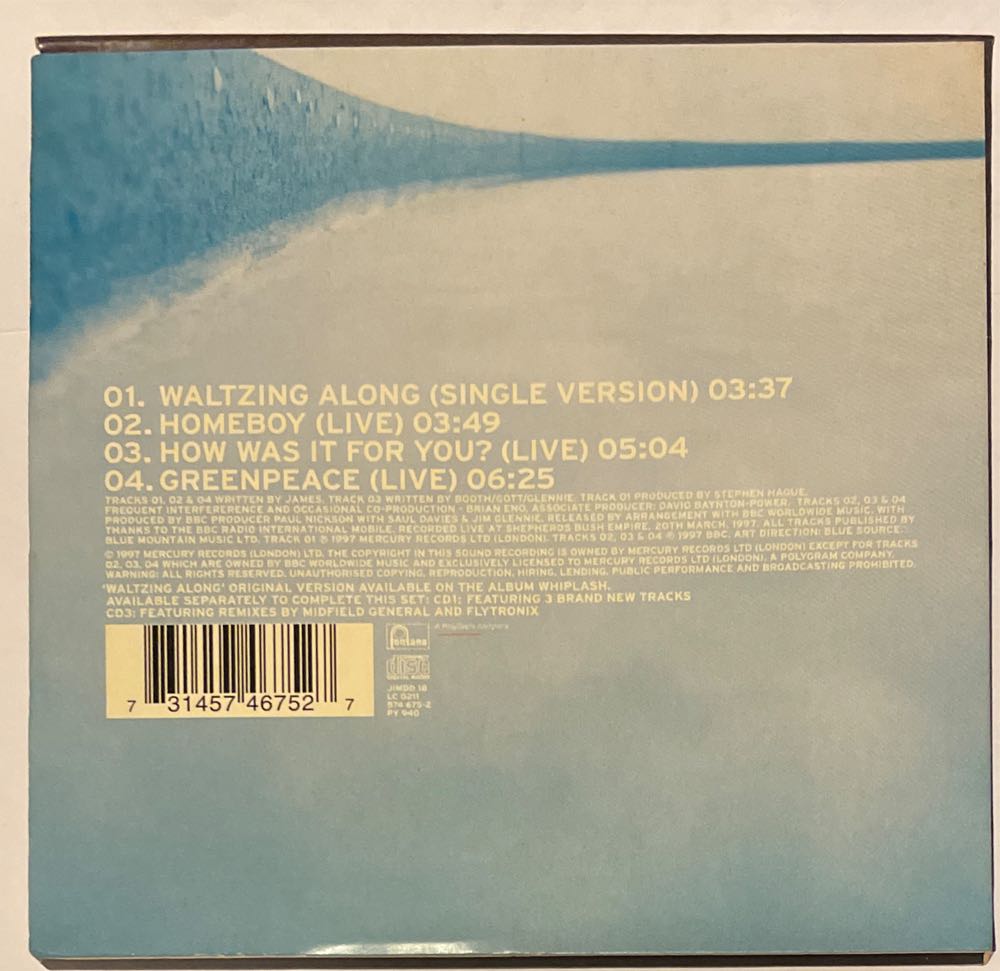 01. WALTZING ALONG (SINGLE VERSION) 03:37
02. HOMEBOY (LIVE) 03:49
03. HOW WAS IT FOR YOU? (LIVE) 05:04
04. GREENPEACE (LIVE) 06:25
TRACKS 01, 02 & 04 WRITTEN BY JAMES, TRACK 03 WRITTEN BY BOOTH/GOTT/GLENNIE. TRACK 01 PRODUCED BY STEPHEN HAGUE,
FREQUENT INTERFERERENCE AND OCCASIONAL CO-PRODUCTION - BRIAN ENO, ASSOCIATE PRODUCER: DAVID BAYNTON-POWER, TRACKS 02, 03 & 04
PRODUCED BY BBC PRODUCER PAUL NICKSON WITH SAUL DAVIES & JIM GLENNIE, RELEASED BY ARRANGEMENT WITH BBC WORLDWIDE MUSIC, WITH
THANKS TO THE BBC RADIO INTERNATIONAL MOBILE. RECORDED LIVE AT SHEPHERDS BUSH EMPIRE, 20TH MARCH, 1997. ALL TRACKS PUBLISHED BY
BLUE MOUNTAIN MUSIC LTD. TRACK 01 ℗ 1997 MERCURY RECORDS LTD (LONDON). TRACKS 02, 03 & 04 ℗ 1997 BBC. ART DIRECTION: BLUE SOURCE.
© 1997 MERCURY RECORDS (LONDON) LTD. THE COPYRIGHT IN THIS SOUND RECORDING IS OWNED BY MERCURY RECORDS LTD (LONDON) EXCEPT FOR TRACKS
02, 03, 04 WHICH ARE OWNED BY BBC WORLDWIDE MUSIC AND EXCLUSIVELY LICENSED TO MERCURY RECORDS LTD (LONDON), A POLYGRAM COMPANY.
WARNING: ALL RIGHTS RESERVED. UNAUTHORISED COPYING, REPRODUCTION, HIRING, LENDING, PUBLIC PERFORMANCE AND BROADCASTING PROHIBITED.
'WALTZING ALONG' ORIGINAL VERSION AVAILABLE ON THE ALBUM WHIPLASH.
AVAILABLE SEPARATELY TO COMPLETE THIS SET: CD1: FEATURING 3 BRAND NEW TRACKS
CD3: FEATURING REMIXES BY MIDFIELD GENERAL AND FLYTRONIX
fontana
A PolyGram company
disc
DIGITAL AUDIO
JIMDD 18
LC 0211
574 675-2
PY 940
7 31457 46752 7